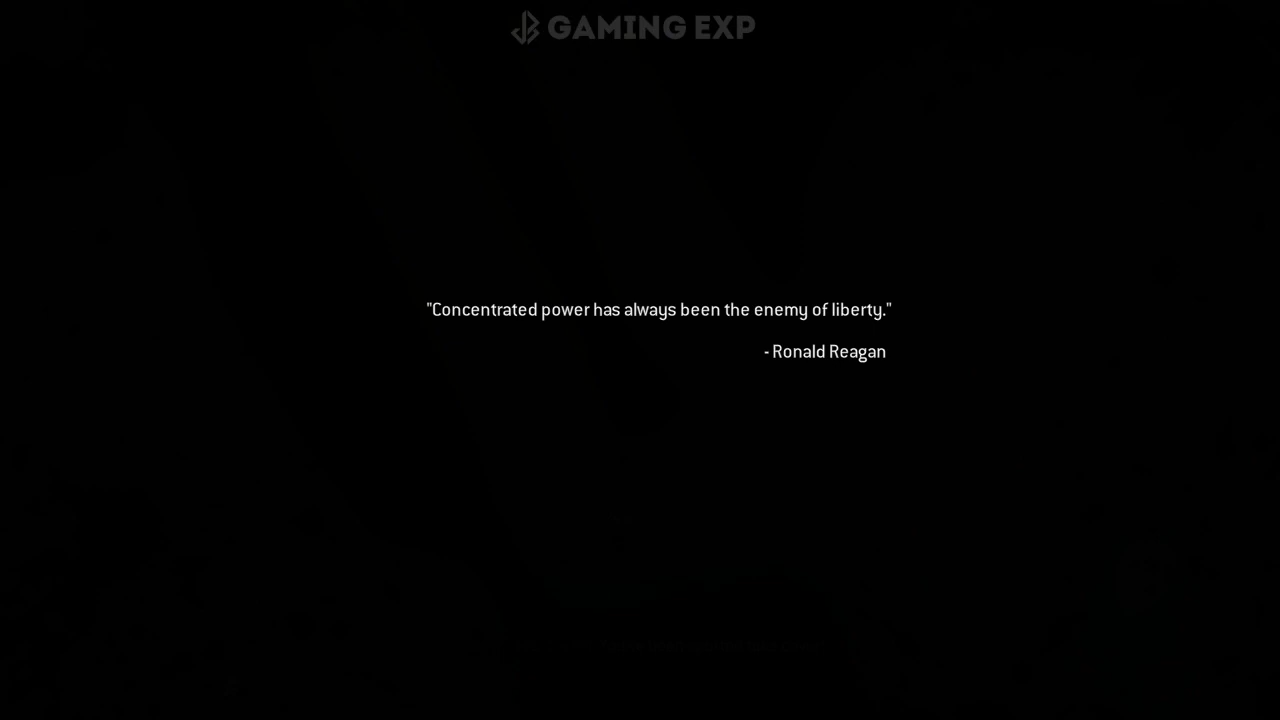 GAMING EXP
"Concentrated power has always been the enemy of liberty."
- Ronald Reagan